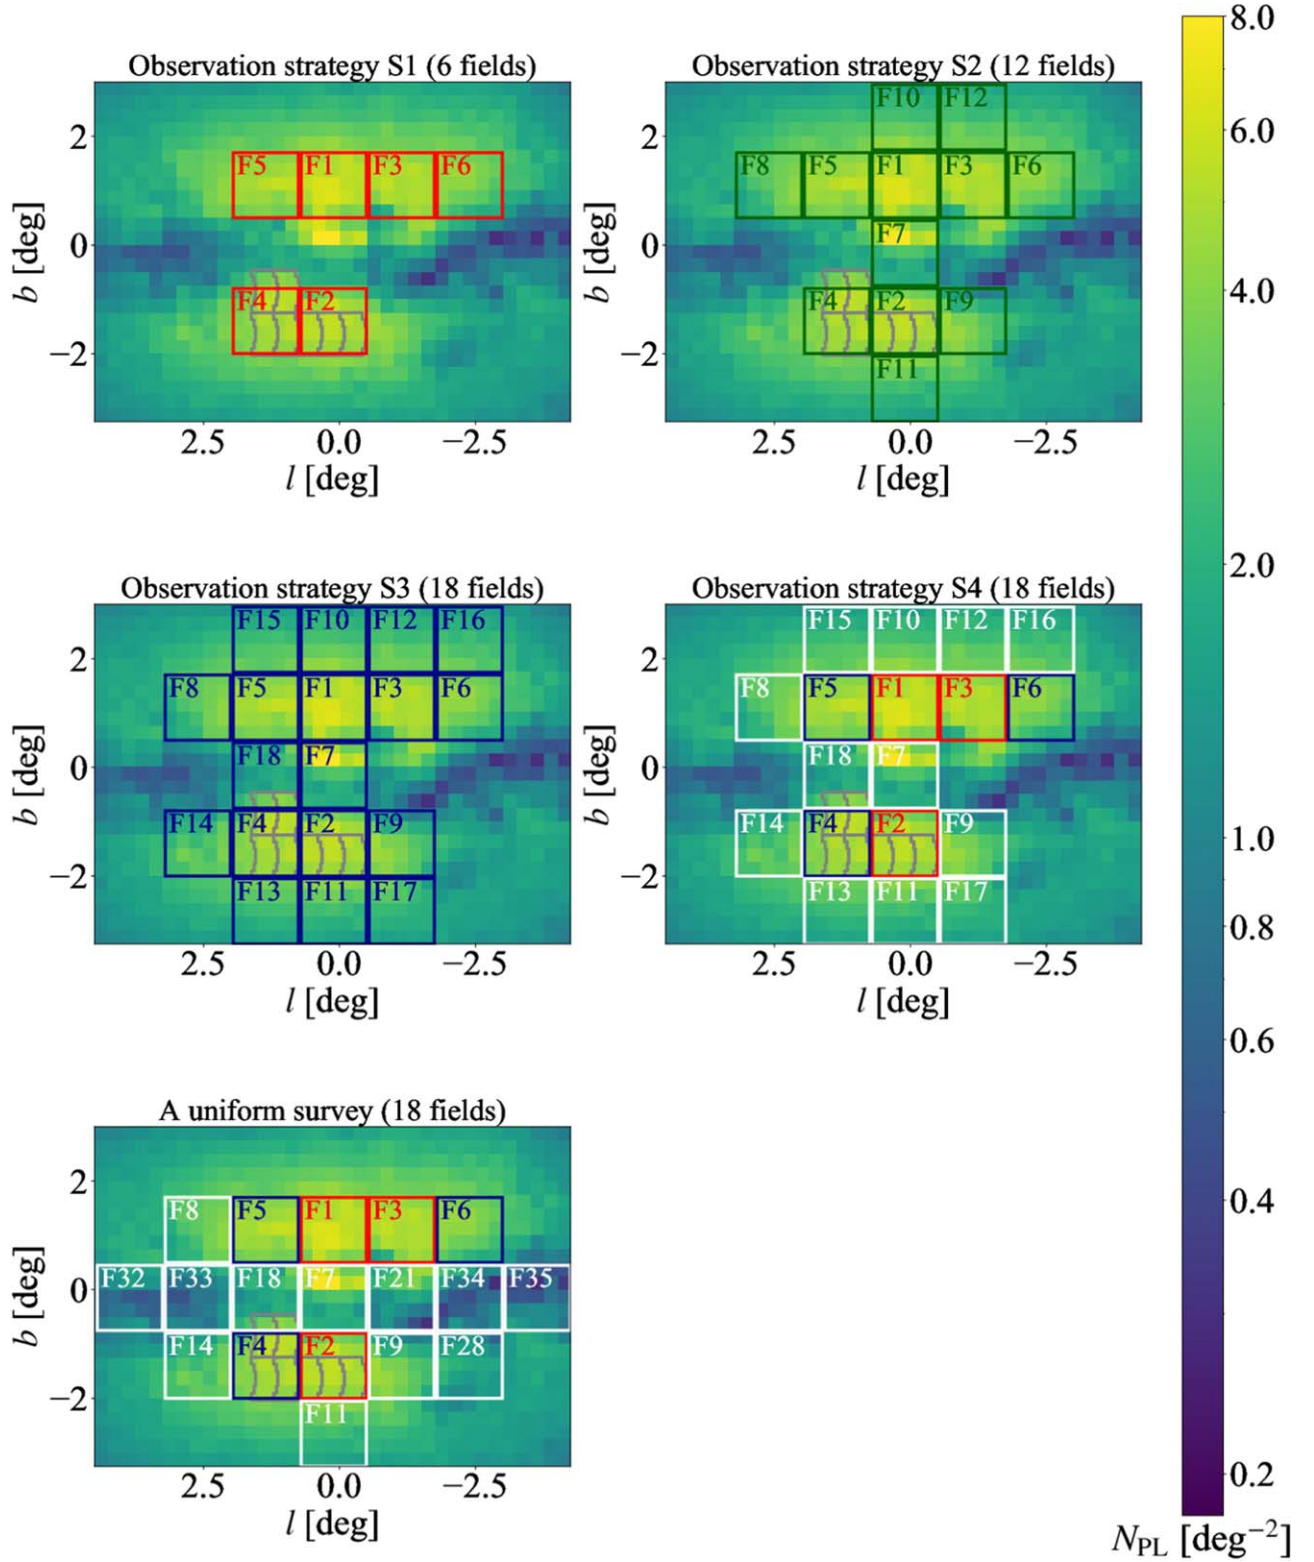 Observation strategy S1 (6 fields)
F5 F1 F3 F6
F4 F2
2
0
−2
b [deg]
2.5 0.0 −2.5
l [deg]
Observation strategy S2 (12 fields)
F10 F12
F8 F5 F1 F3 F6
F7
F4 F2 F9
F11
2
0
−2
b [deg]
2.5 0.0 −2.5
l [deg]
Observation strategy S3 (18 fields)
F15 F10 F12 F16
F8 F5 F1 F3 F6
F18 F7
F14 F4 F2 F9
F13 F11 F17
2
0
−2
b [deg]
2.5 0.0 −2.5
l [deg]
Observation strategy S4 (18 fields)
F15 F10 F12 F16
F8 F5 F1 F3 F6
F18 F7
F14 F4 F2 F9
F13 F11 F17
2
0
−2
b [deg]
2.5 0.0 −2.5
l [deg]
A uniform survey (18 fields)
F8 F5 F1 F3 F6
F32 F33 F18 F7 F21 F34 F35
F14 F4 F2 F9 F28
F11
2
0
−2
b [deg]
2.5 0.0 −2.5
l [deg]
8.0
6.0
4.0
2.0
1.0
0.8
0.6
0.4
0.2
N_PL [deg⁻²]